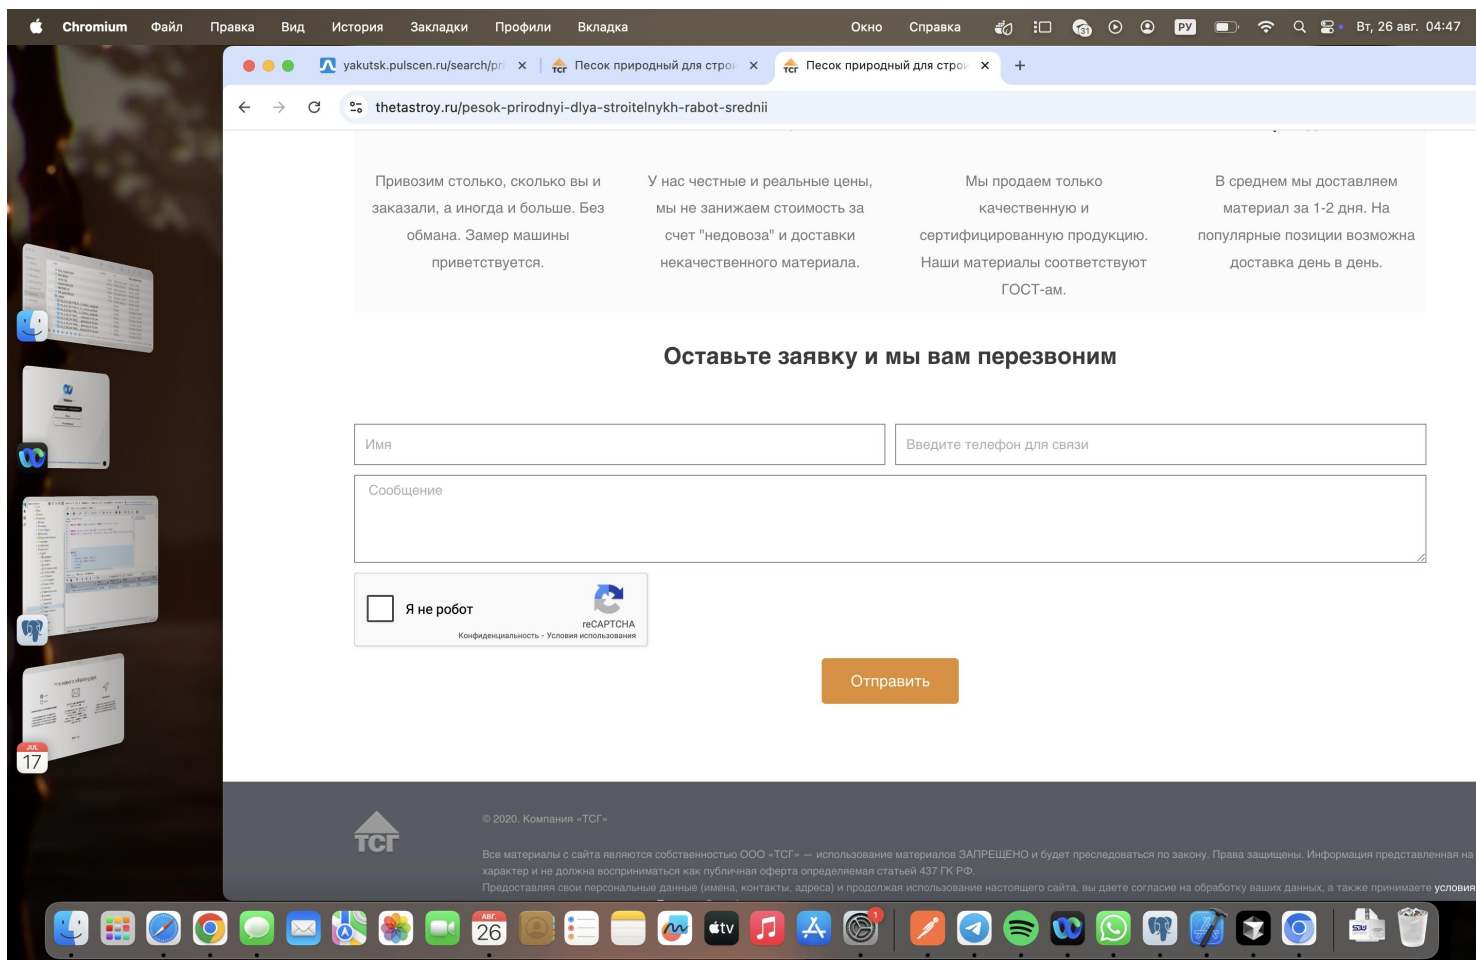 Chromium Файл Правка Вид История Закладки Профили Вкладка Окно Справка 31 РУ Вт, 26 авг. 04:47
yakutsk.pulscen.ru/search/pri Песок природный для строи Песок природный для строи
thetastroy.ru/pesok-prirodnyi-dlya-stroitelnykh-rabot-srednii
Привозим столько, сколько вы и
заказали, а иногда и больше. Без
обмана. Замер машины
приветствуется.
У нас честные и реальные цены,
мы не занижаем стоимость за
счет "недовоза" и доставки
некачественного материала.
Мы продаем только
качественную и
сертифицированную продукцию.
Наши материалы соответствуют
ГОСТ-ам.
В среднем мы доставляем
материал за 1-2 дня. На
популярные позиции возможна
доставка день в день.
Оставьте заявку и мы вам перезвоним
Имя
Введите телефон для связи
Сообщение
Я не робот
reCAPTCHA
Конфиденциальность - Условия использования
Отправить
JUL
17
ТСГ
© 2020. Компания «ТСГ»
Все материалы с сайта являются собственностью ООО «ТСГ» — использование материалов ЗАПРЕЩЕНО и будет преследоваться по закону. Права защищены. Информация представленная на
характер и не должна восприниматься как публичная оферта определяемая статьей 437 ГК РФ.
Предоставляя свои персональные данные (имена, контакты, адреса) и продолжая использование настоящего сайта, вы даете согласие на обработку ваших данных, а также принимаете условия
АВГ.
26
tv
1